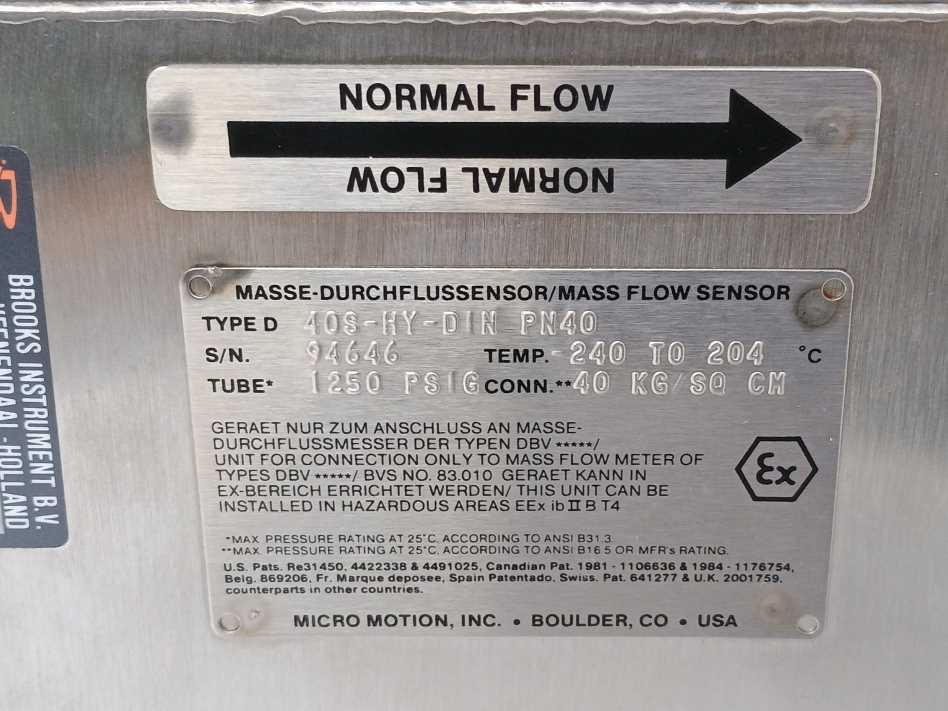 NORMAL FLOW
NORMAL FLOW
BROOKS INSTRUMENT B.V.
VEENENDAAL-HOLLAND
MASSE-DURCHFLUSSENSOR/MASS FLOW SENSOR
TYPE D 40S-HY-DIN PN40
S/N. 94646 TEMP. -240 TO 204 °C
TUBE* 1250 PSIG CONN.** 40 KG/SQ CM
GERAET NUR ZUM ANSCHLUSS AN MASSE-
DURCHFLUSSMESSER DER TYPEN DBV *****/
UNIT FOR CONNECTION ONLY TO MASS FLOW METER OF
TYPES DBV *****/ BVS NO. 83.010 GERAET KANN IN
EX-BEREICH ERRICHTET WERDEN/ THIS UNIT CAN BE
INSTALLED IN HAZARDOUS AREAS EEx ib II B T4
Ex
*MAX. PRESSURE RATING AT 25°C, ACCORDING TO ANSI B31.3.
**MAX. PRESSURE RATING AT 25°C, ACCORDING TO ANSI B16.5 OR MFR's RATING.
U.S. Pats. Re31450, 4422338 & 4491025, Canadian Pat. 1981 - 1106636 & 1984 - 1176754,
Belg. 869206, Fr. Marque deposee, Spain Patentado, Swiss. Pat. 641277 & U.K. 2001759,
counterparts in other countries.
MICRO MOTION, INC. • BOULDER, CO • USA